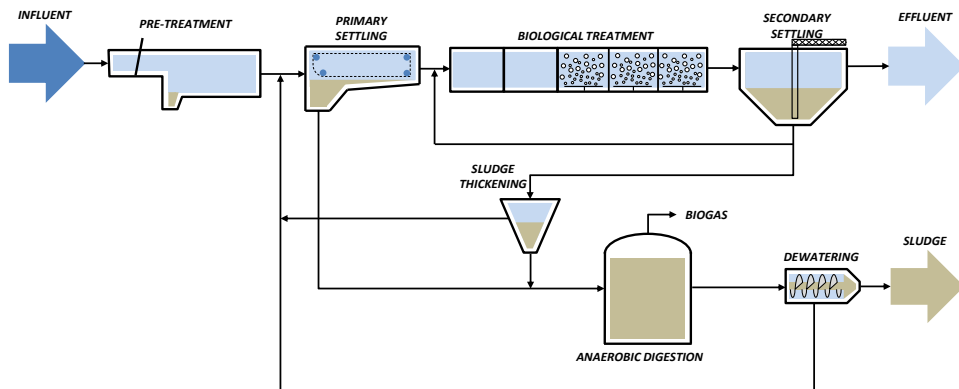 INFLUENT
PRE-TREATMENT
PRIMARY
SETTLING
BIOLOGICAL TREATMENT
SECONDARY
SETTLING
EFFLUENT
SLUDGE
THICKENING
BIOGAS
DEWATERING
SLUDGE
ANAEROBIC DIGESTION